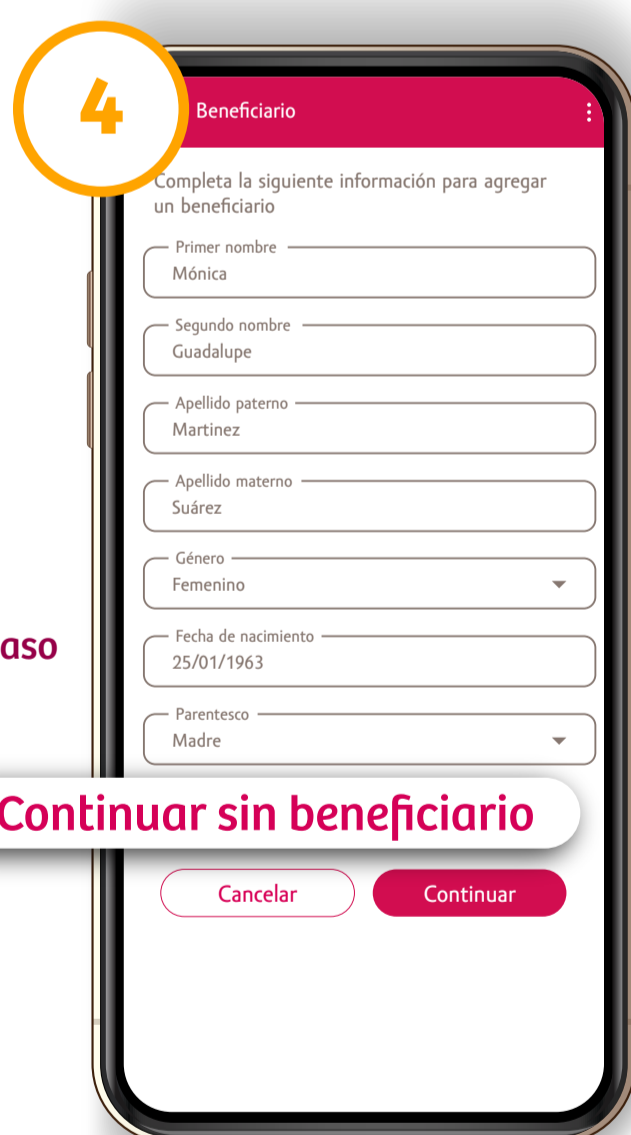 4
Beneficiario
Completa la siguiente información para agregar
un beneficiario
Primer nombre
Mónica
Segundo nombre
Guadalupe
Apellido paterno
Martinez
Apellido materno
Suárez
Género
Femenino
Fecha de nacimiento
25/01/1963
aso
Parentesco
Madre
Continuar sin beneficiario
Cancelar
Continuar